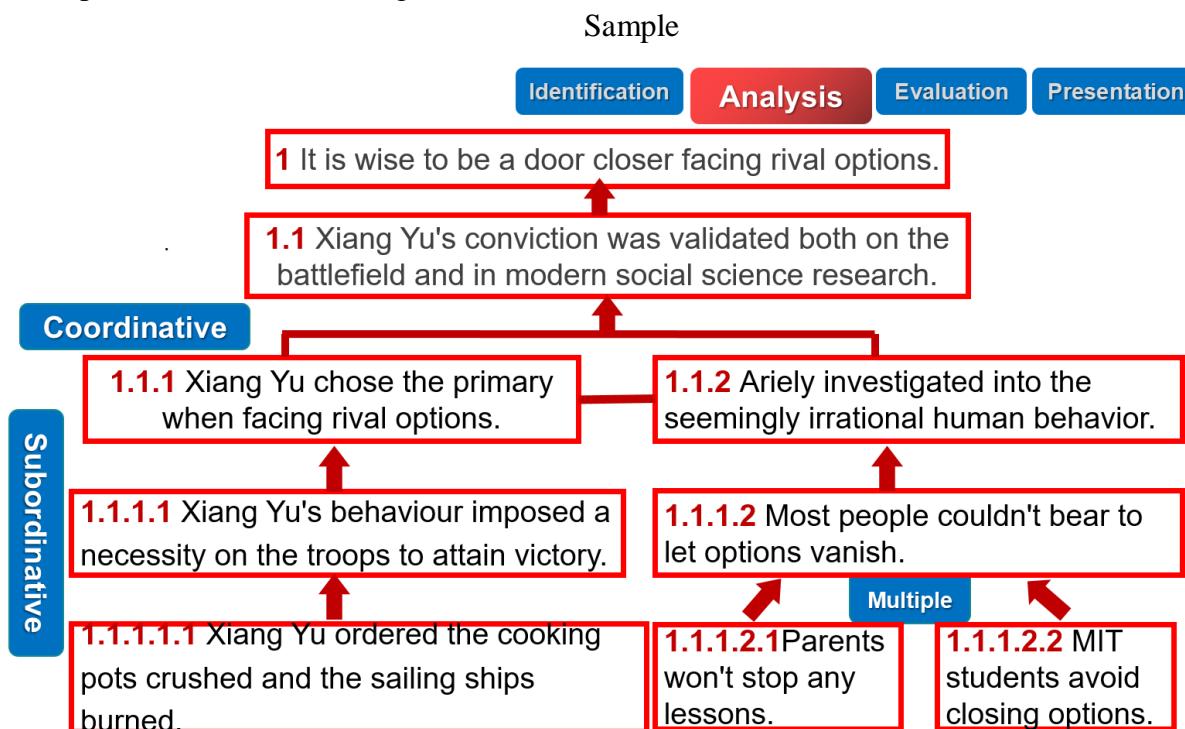 Sample
Identification
Analysis
Evaluation
Presentation
1 It is wise to be a door closer facing rival options.
1.1 Xiang Yu's conviction was validated both on the
battlefield and in modern social science research.
Coordinative
1.1.1 Xiang Yu chose the primary
when facing rival options.
1.1.2 Ariely investigated into the
seemingly irrational human behavior.
Subordinative
1.1.1.1 Xiang Yu's behaviour imposed a
necessity on the troops to attain victory.
1.1.1.2 Most people couldn't bear to
let options vanish.
Multiple
1.1.1.1.1 Xiang Yu ordered the cooking
pots crushed and the sailing ships
burned.
1.1.1.2.1Parents
won't stop any
lessons.
1.1.1.2.2 MIT
students avoid
closing options.